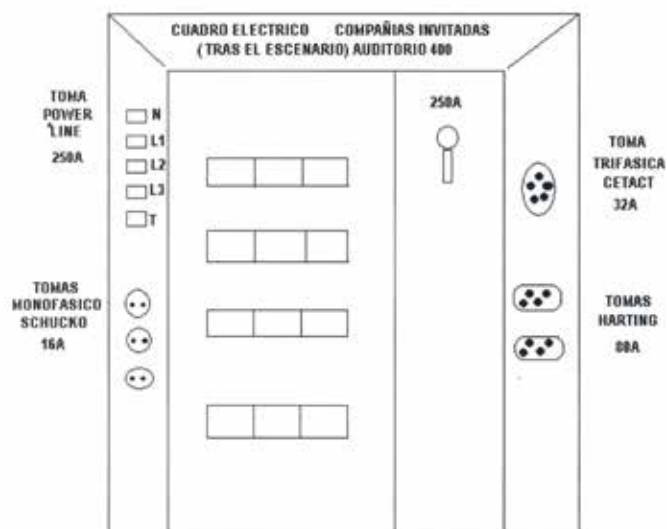 CUADRO ELECTRICO COMPAÑIAS INVITADAS
(TRAS EL ESCENARIO) AUDITORIO 400
TOMA
POWER
LINE
250A
N
L1
L2
L3
T
250A
TOMA
TRIFASICA
CETACT
32A
TOMAS
MONOFASICO
SCHUCKO
16A
TOMAS
HARTING
80A